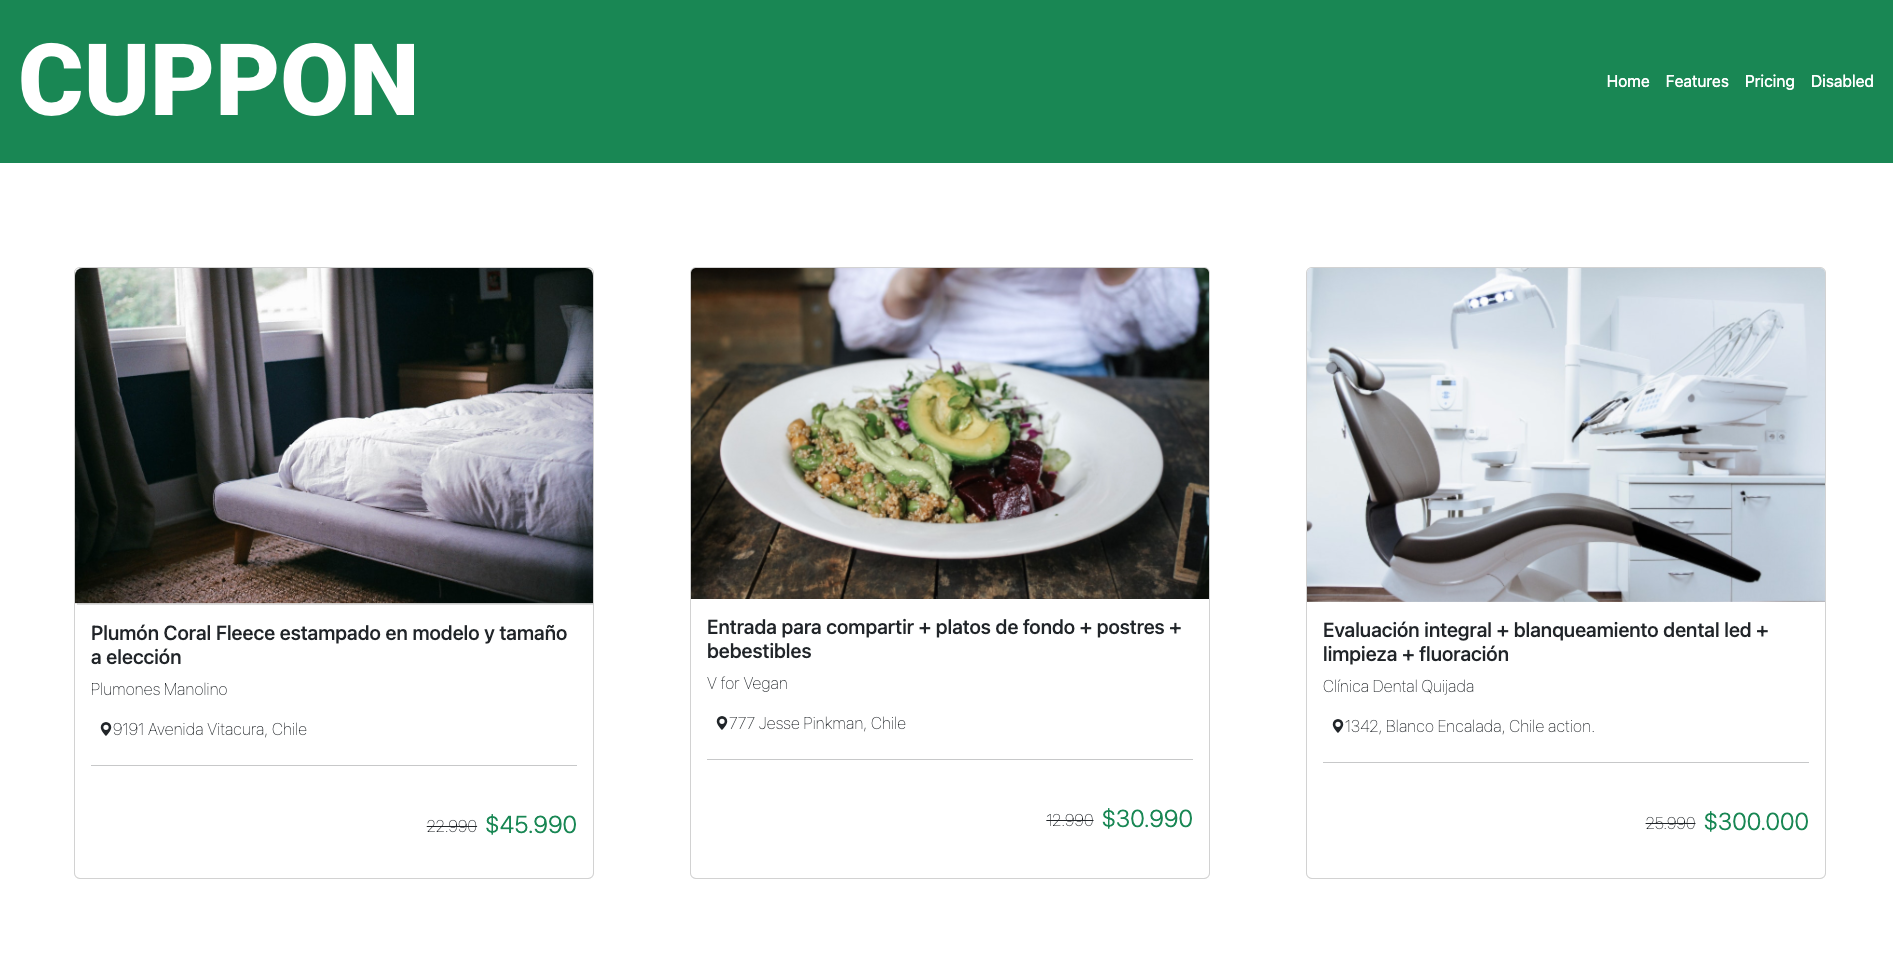 CUPPON
Home Features Pricing Disabled
Plumón Coral Fleece estampado en modelo y tamaño
a elección
Plumones Manolino
9191 Avenida Vitacura, Chile
22.990 $45.990
Entrada para compartir + platos de fondo + postres +
bebestibles
V for Vegan
777 Jesse Pinkman, Chile
12.990 $30.990
Evaluación integral + blanqueamiento dental led +
limpieza + fluoración
Clínica Dental Quijada
1342, Blanco Encalada, Chile action.
25.990 $300.000